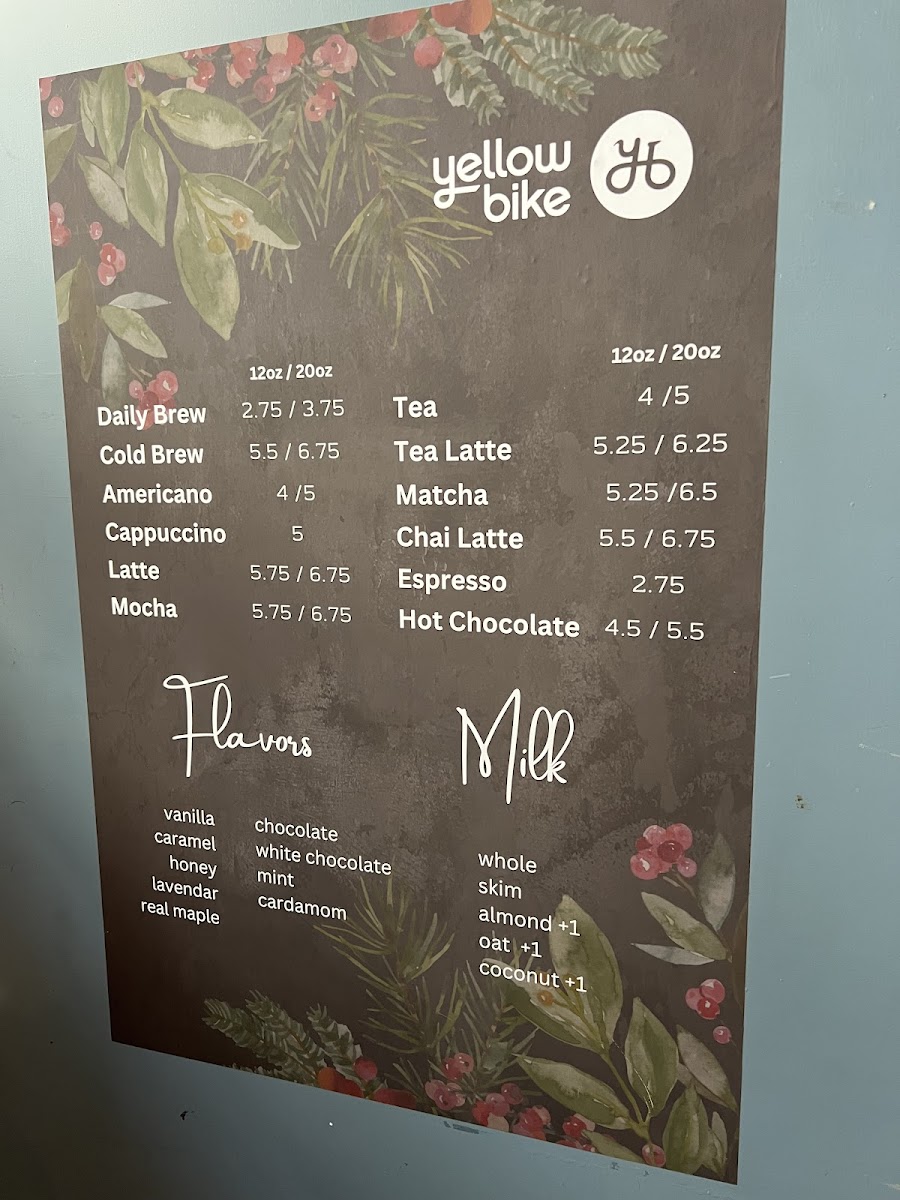 yellow
bike
yb
12oz / 20oz
Daily Brew 2.75 / 3.75
Cold Brew 5.5 / 6.75
Americano 4 /5
Cappuccino 5
Latte 5.75 / 6.75
Mocha 5.75 / 6.75
12oz / 20oz
Tea 4 /5
Tea Latte 5.25 / 6.25
Matcha 5.25 /6.5
Chai Latte 5.5 / 6.75
Espresso 2.75
Hot Chocolate 4.5 / 5.5
Flavors
vanilla
caramel
honey
lavendar
real maple
chocolate
white chocolate
mint
cardamom
Milk
whole
skim
almond +1
oat +1
coconut +1